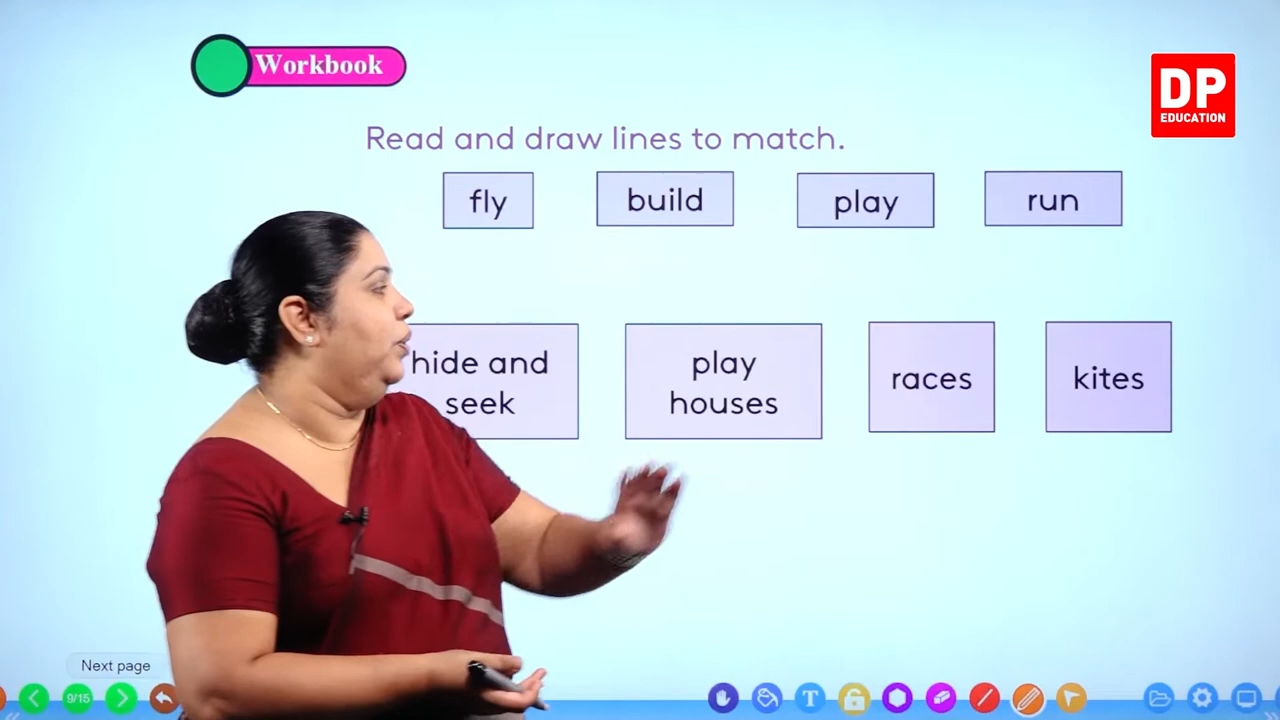 Workbook
DP
EDUCATION
Read and draw lines to match.
fly
build
play
run
hide and
seek
play
houses
races
kites
Next page
9/15
T